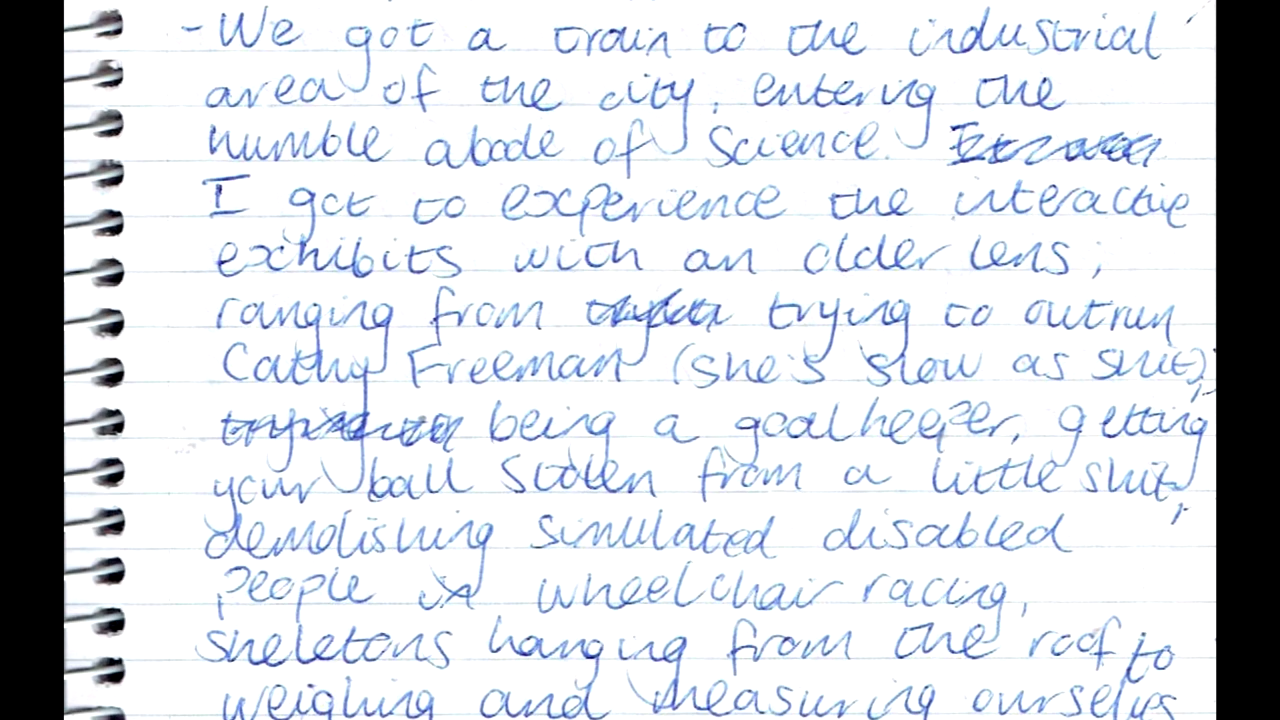 - We got a train to the industrial
area of the city, entering the
humble abode of Science.
I got to experience the interactive
exhibits with an older lens,
ranging from trying to outrun
Cathy Freeman (she's slow as shit),
being a goalkeeper, getting
your ball stolen from a little shit,
demolishing simulated disabled
people in wheelchair racing,
skeletons hanging from the roof to
weighing and measuring ourselves